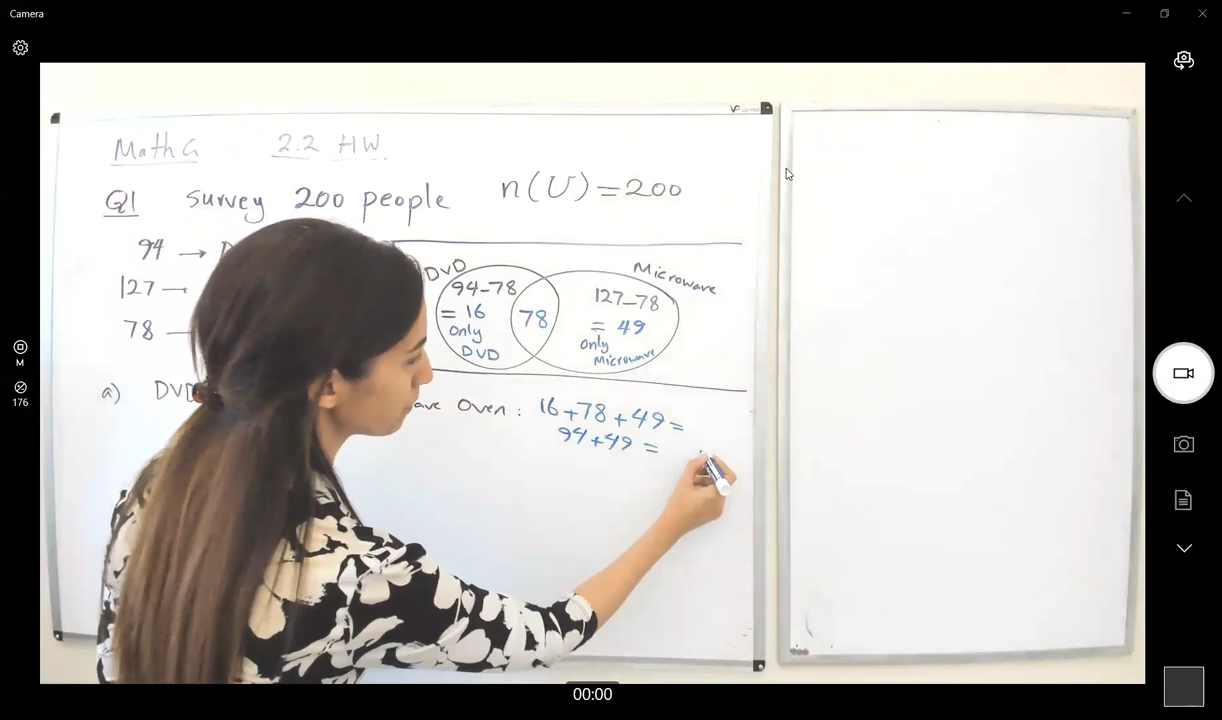 Camera
M
176
Math G 2.2 HW
Q1 Survey 200 people n(U) = 200
94 →
127 →
78
DVD Microwave
94-78
= 16
only
DVD
78
127-78
= 49
only
Microwave
a) DVD Oven : 16+78+49=
94+49=
00:00